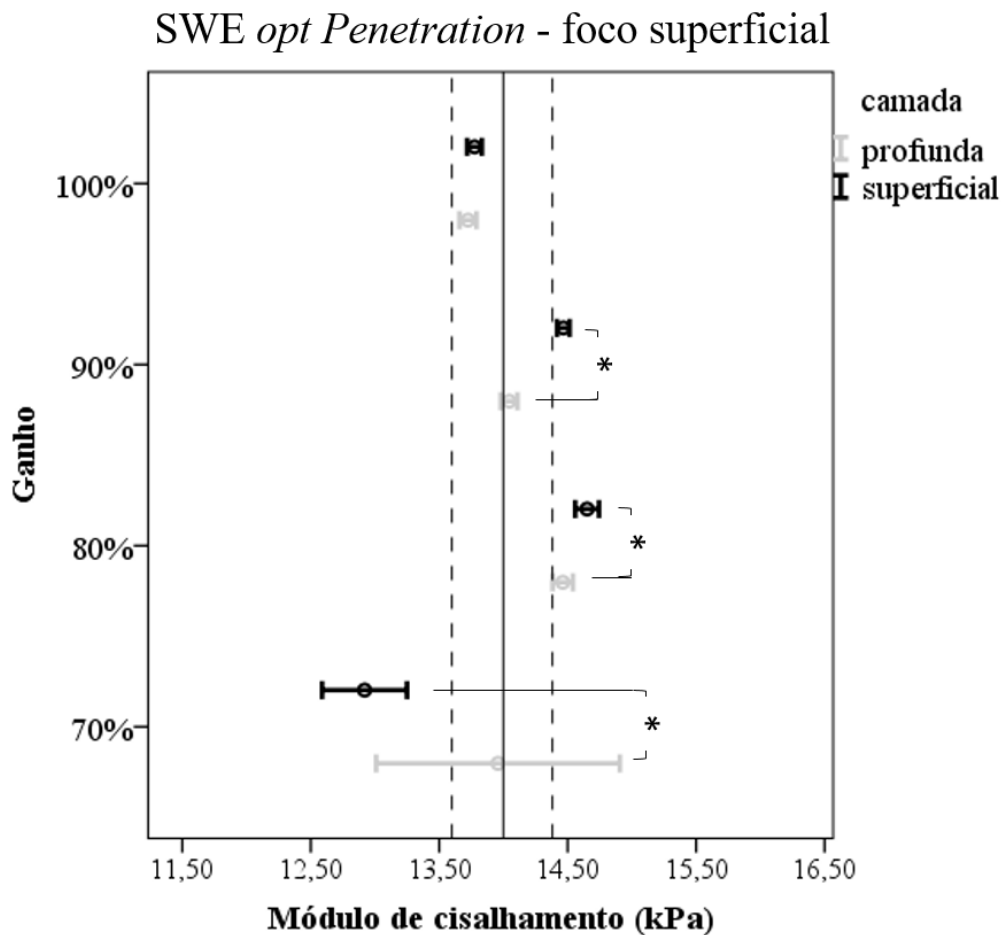 SWE opt Penetration - foco superficial
camada
profunda
superficial
100%
90%
*
80%
*
70%
*
Ganho
11,50 12,50 13,50 14,50 15,50 16,50
Módulo de cisalhamento (kPa)